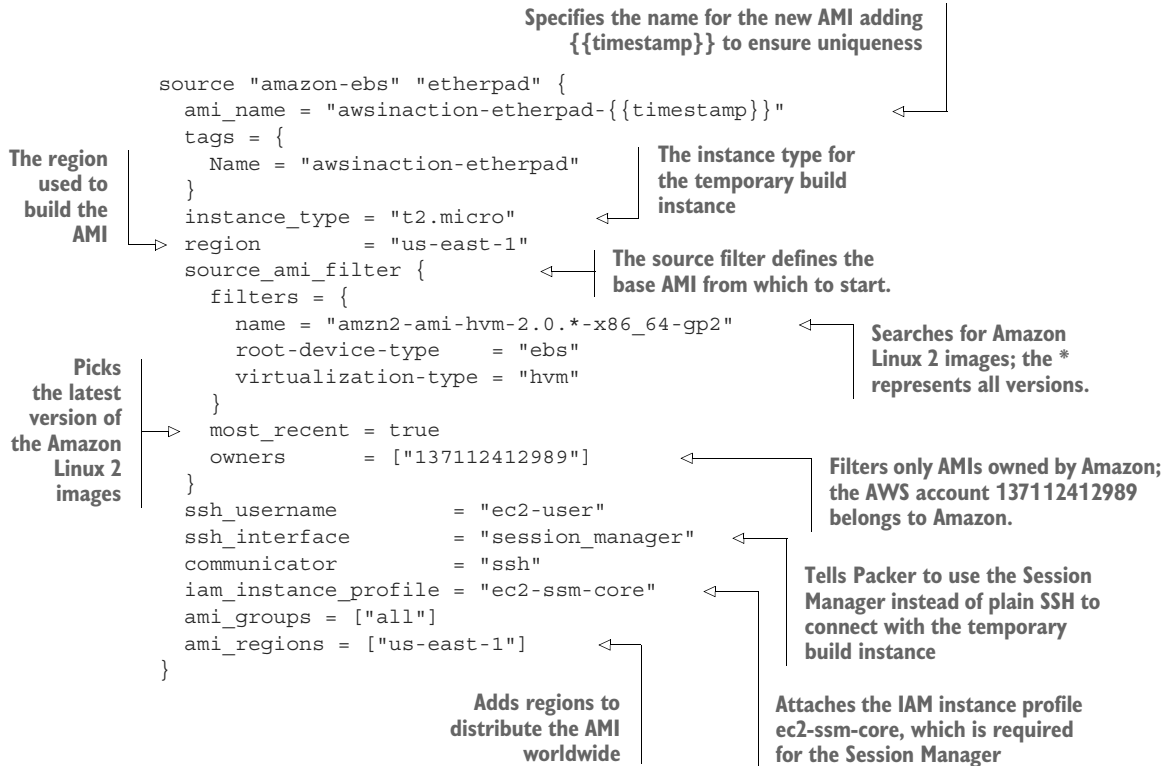 Specifies the name for the new AMI adding
{{timestamp}} to ensure uniqueness
source "amazon-ebs" "etherpad" {
  ami_name = "awsinaction-etherpad-{{timestamp}}"
  tags = {
    Name = "awsinaction-etherpad"
  }
The region
used to
build the
AMI
The instance type for
the temporary build
instance
  instance_type = "t2.micro"
  region        = "us-east-1"
  source_ami_filter {
The source filter defines the
base AMI from which to start.
    filters = {
      name = "amzn2-ami-hvm-2.0.*-x86_64-gp2"
      root-device-type    = "ebs"
      virtualization-type = "hvm"
    }
Searches for Amazon
Linux 2 images; the *
represents all versions.
Picks
the latest
version of
the Amazon
Linux 2
images
    most_recent = true
    owners      = ["137112412989"]
  }
Filters only AMIs owned by Amazon;
the AWS account 137112412989
belongs to Amazon.
  ssh_username         = "ec2-user"
  ssh_interface        = "session_manager"
  communicator         = "ssh"
  iam_instance_profile = "ec2-ssm-core"
  ami_groups = ["all"]
  ami_regions = ["us-east-1"]
}
Tells Packer to use the Session
Manager instead of plain SSH to
connect with the temporary
build instance
Adds regions to
distribute the AMI
worldwide
Attaches the IAM instance profile
ec2-ssm-core, which is required
for the Session Manager